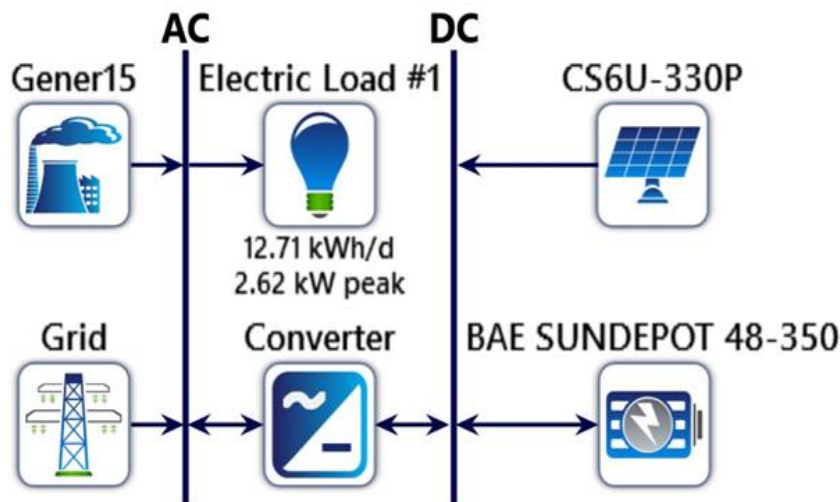 AC
DC
Gener15
Electric Load #1
CS6U-330P
12.71 kWh/d
2.62 kW peak
Grid
Converter
BAE SUNDEPOT 48-350